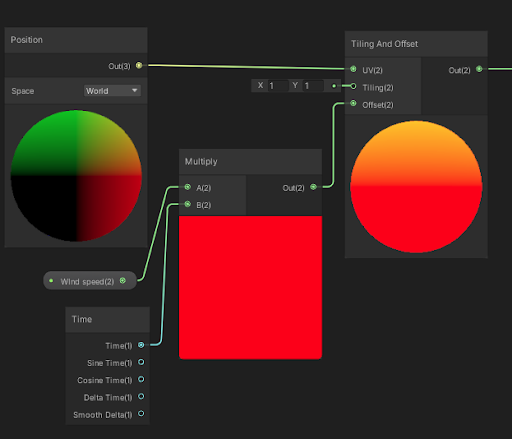 Position
Out(3)
Space
World
Tiling And Offset
UV(2)
Out(2)
X 1 Y 1
Tiling(2)
Offset(2)
Multiply
A(2)
Out(2)
B(2)
WInd speed(2)
Time
Time(1)
Sine Time(1)
Cosine Time(1)
Delta Time(1)
Smooth Delta(1)